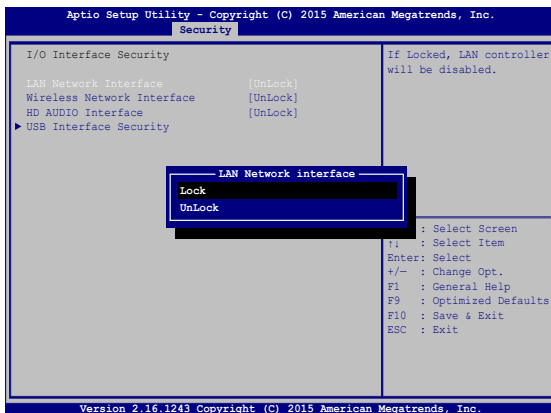 Aptio Setup Utility - Copyright (C) 2015 American Megatrends, Inc.
Security
I/O Interface Security
LAN Network Interface [UnLock]
Wireless Network Interface [UnLock]
HD AUDIO Interface [UnLock]
USB Interface Security
LAN Network interface
Lock
UnLock
If Locked, LAN controller
will be disabled.
: Select Screen
↑↓ : Select Item
Enter: Select
+/— : Change Opt.
F1 : General Help
F9 : Optimized Defaults
F10 : Save & Exit
ESC : Exit
Version 2.16.1243 Copyright (C) 2015 American Megatrends, Inc.